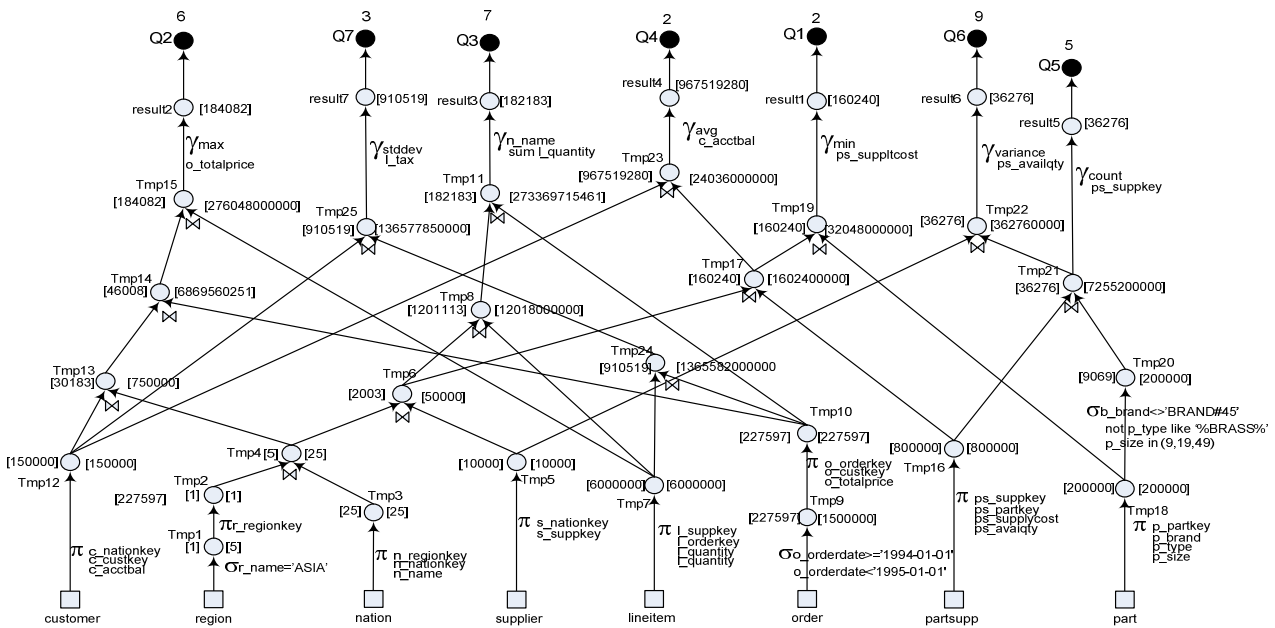 6 3 7 2 2 9
Q2 Q7 Q3 Q4 Q1 Q6 5
Q5
result2 [184082]
result7 [910519]
result3 [182183]
result4 [967519280]
result1 [160240]
result6 [36276]
result5 [36276]
γmax
o_totalprice
γstddev
l_tax
γn_name
sum l_quantity
γavg
c_acctbal
γmin
ps_suppltcost
γvariance
ps_availqty
γcount
ps_suppkey
Tmp15
[184082] [276048000000]
Tmp25
[910519] [136577850000]
Tmp11
[182183] [273369715461]
Tmp23
[967519280] [24036000000]
Tmp19
[160240] [32048000000]
Tmp22
[36276] [362760000]
⋈ ⋈ ⋈ ⋈ ⋈
Tmp14
[46008] [6869560251]
⋈
Tmp8
[1201113] [12018000000]
⋈
Tmp17
[160240] [1602400000]
⋈
Tmp21
[36276] [7255200000]
⋈
Tmp13
[30183] [750000]
⋈
Tmp6
[2003] [50000]
⋈
Tmp24
[910519] [1365582000000]
⋈
Tmp20
[9069] [200000]
σb_brand<>'BRAND#45'
not p_type like '%BRASS%'
p_size in (9,19,49)
[150000] [150000]
Tmp12
Tmp4 [5] [25]
⋈
[10000] [10000]
Tmp5
[6000000] [6000000]
Tmp7
Tmp10
[227597] [227597]
[800000] [800000]
Tmp16
[200000] [200000]
Tmp18
[227597]
Tmp2
[1] [1]
Tmp3
[25] [25]
πr_regionkey
Tmp1
[1] [5]
σr_name='ASIA'
π c_nationkey
c_custkey
c_acctbal
π n_regionkey
n_nationkey
n_name
π s_nationkey
s_suppkey
π l_suppkey
l_orderkey
l_quantity
l_quantity
π o_orderkey
o_custkey
o_totalprice
Tmp9
[227597] [1500000]
σo_orderdate>='1994-01-01'
o_orderdate<'1995-01-01'
π ps_suppkey
ps_partkey
ps_supplycost
ps_avaiqty
π p_partkey
p_brand
p_type
p_size
customer region nation supplier lineitem order partsupp part